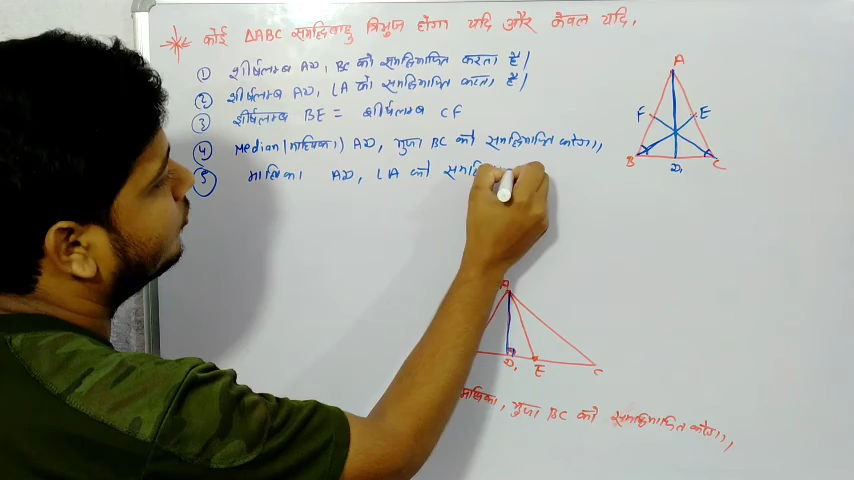 कोई ΔABC समद्विबाहु त्रिभुज होगा यदि और केवल यदि,
① शीर्षलम्ब AD, BC को समद्विभाजित करता है।
② शीर्षलम्ब AD, ∠A को समद्विभाजित करता है।
③ शीर्षलम्ब BE = शीर्षलम्ब CF
④ Median (माध्यिका) AD, भुजा BC को समद्विभाजित करेगा,,
⑤ माध्यिका AD, ∠A को समद्वि
A
F E
B D C
A
D E C
माध्यिका, भुजा BC को समद्विभाजित करेगा,,